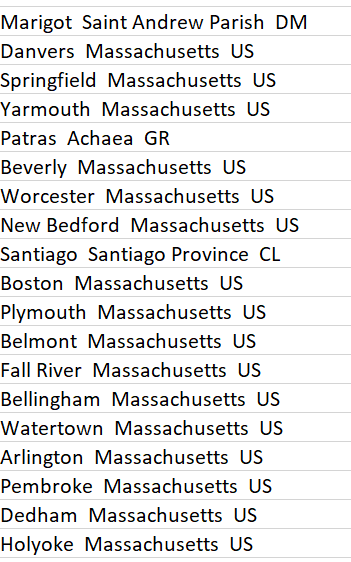 Marigot  Saint Andrew Parish  DM
Danvers  Massachusetts  US
Springfield  Massachusetts  US
Yarmouth  Massachusetts  US
Patras  Achaea  GR
Beverly  Massachusetts  US
Worcester  Massachusetts  US
New Bedford  Massachusetts  US
Santiago  Santiago Province  CL
Boston  Massachusetts  US
Plymouth  Massachusetts  US
Belmont  Massachusetts  US
Fall River  Massachusetts  US
Bellingham  Massachusetts  US
Watertown  Massachusetts  US
Arlington  Massachusetts  US
Pembroke  Massachusetts  US
Dedham  Massachusetts  US
Holyoke  Massachusetts  US